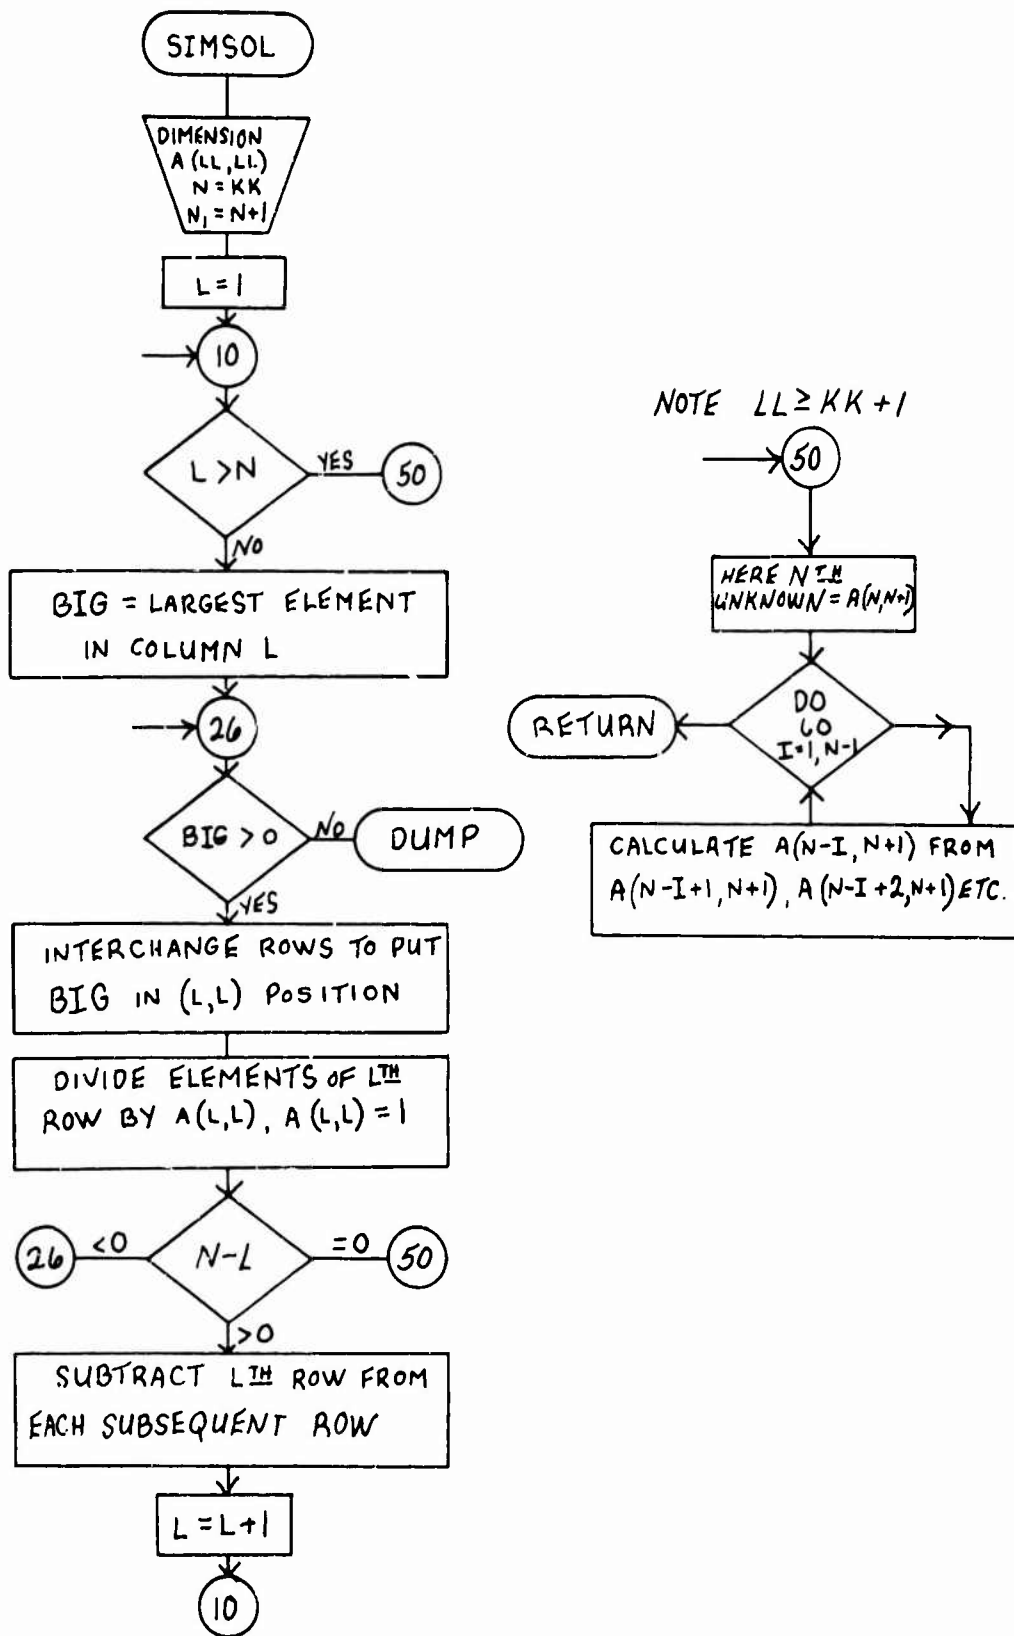 SIMSOL
DIMENSION
A(LL,LL)
N=KK
N₁=N+1
L=1
10
L>N
YES
50
NO
BIG = LARGEST ELEMENT
IN COLUMN L
26
BIG > 0
NO
DUMP
YES
INTERCHANGE ROWS TO PUT
BIG IN (L,L) POSITION
DIVIDE ELEMENTS OF LTH
ROW BY A(L,L), A(L,L)=1
26
<0
N-L
=0
50
>0
SUBTRACT LTH ROW FROM
EACH SUBSEQUENT ROW
L=L+1
10
NOTE LL≥KK+1
50
HERE NTH
UNKNOWN=A(N,N+1)
DO
60
I=1,N-1
RETURN
CALCULATE A(N-I,N+1) FROM
A(N-I+1,N+1), A(N-I+2,N+1) ETC.